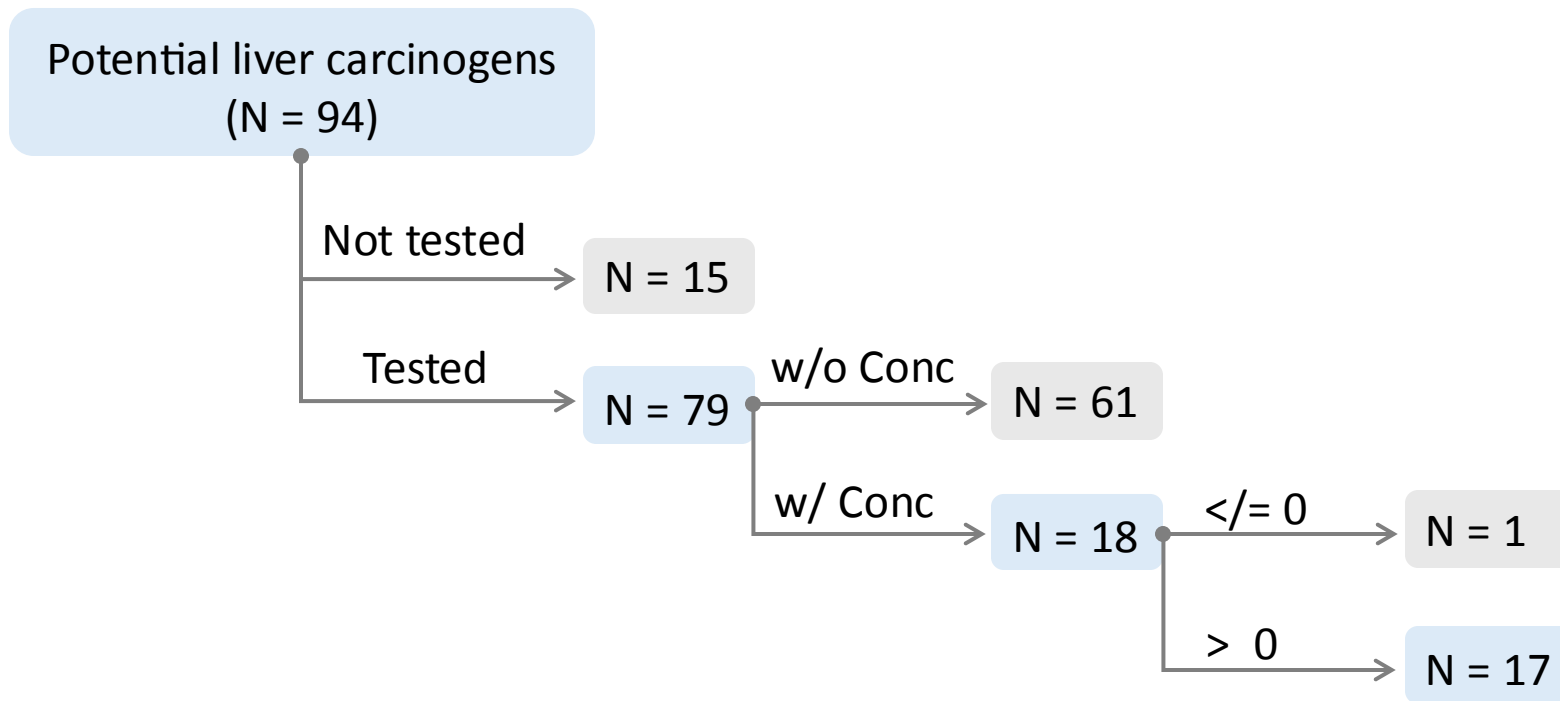 Potential liver carcinogens
(N = 94)
Not tested
N = 15
Tested
N = 79
w/o Conc
N = 61
w/ Conc
N = 18
</= 0
N = 1
> 0
N = 17